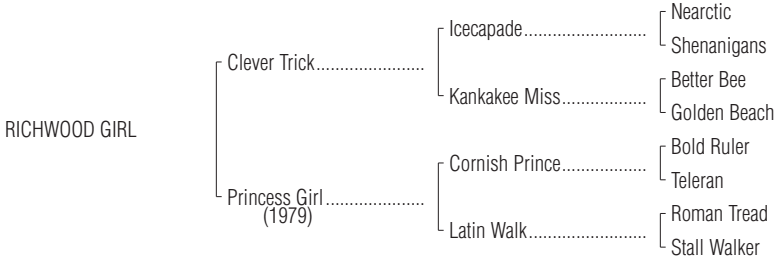 Nearctic
Icecapade........................
Shenanigans
Clever Trick.......................
Better Bee
Kankakee Miss..................
Golden Beach
RICHWOOD GIRL
Bold Ruler
Cornish Prince..................
Teleran
Princess Girl.....................
(1979)
Roman Tread
Latin Walk.........................
Stall Walker